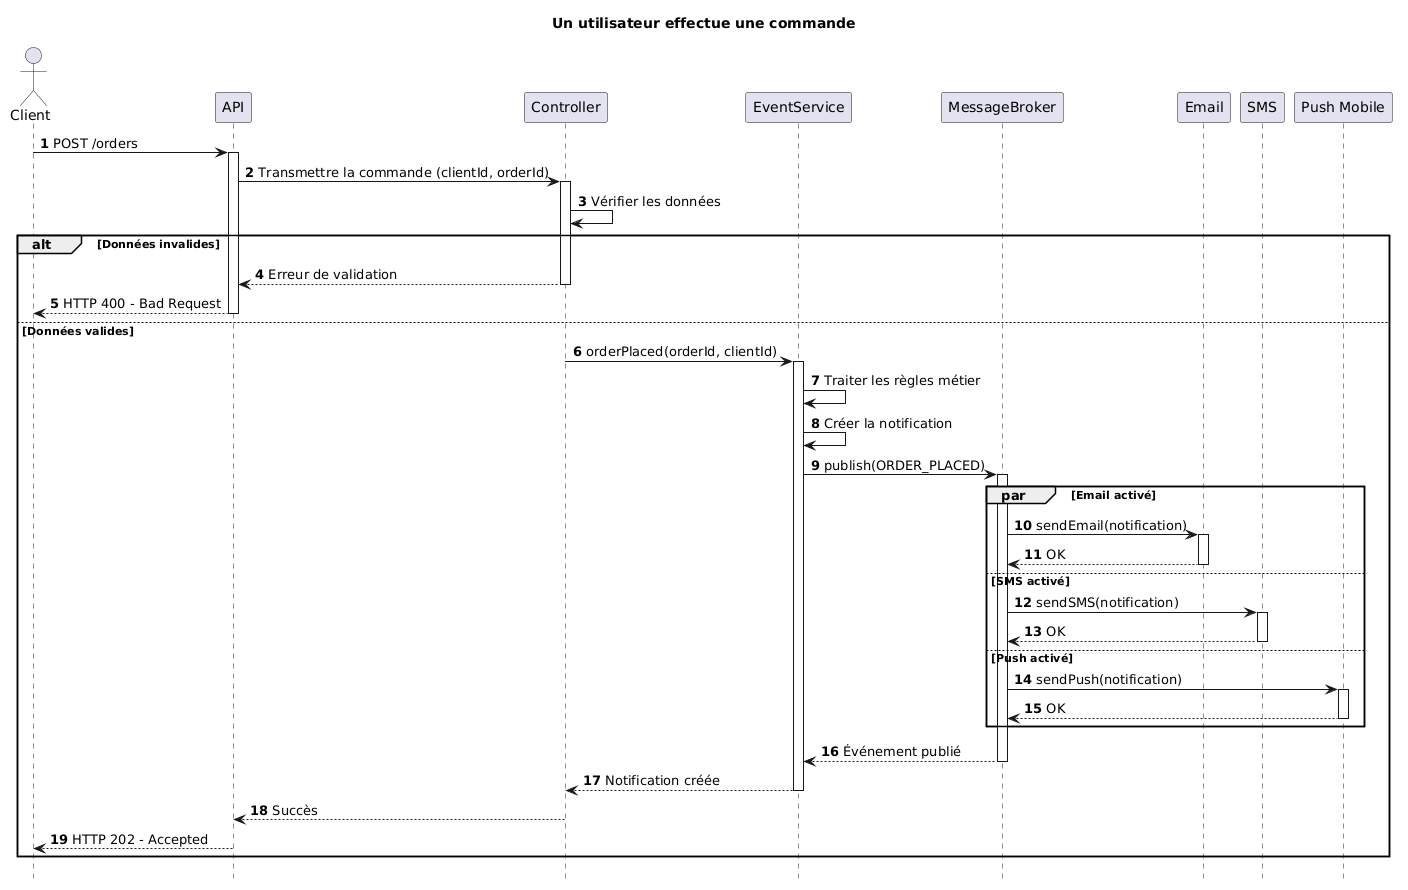 Un utilisateur effectue une commande
Client
API
Controller
EventService
MessageBroker
Email
SMS
Push Mobile
1 POST /orders
2 Transmettre la commande (clientId, orderId)
3 Vérifier les données
alt [Données invalides]
4 Erreur de validation
5 HTTP 400 - Bad Request
[Données valides]
6 orderPlaced(orderId, clientId)
7 Traiter les règles métier
8 Créer la notification
9 publish(ORDER_PLACED)
par [Email activé]
10 sendEmail(notification)
11 OK
[SMS activé]
12 sendSMS(notification)
13 OK
[Push activé]
14 sendPush(notification)
15 OK
16 Événement publié
17 Notification créée
18 Succès
19 HTTP 202 - Accepted